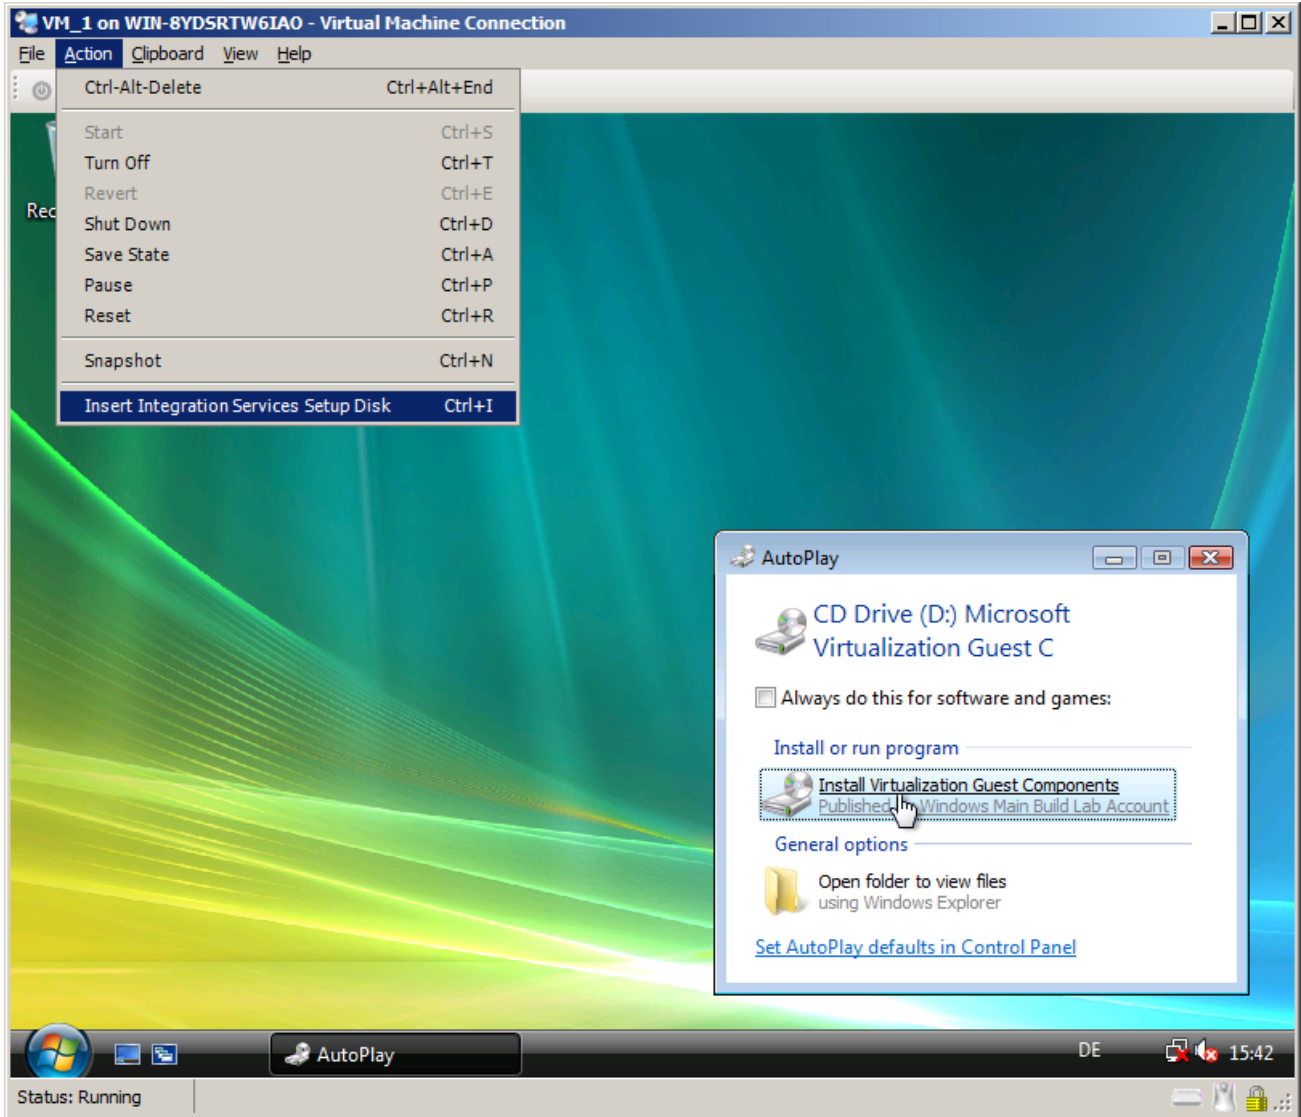 VM_1 on WIN-8YDSRTW6IAO - Virtual Machine Connection
File Action Clipboard View Help
Ctrl-Alt-Delete Ctrl+Alt+End
Start Ctrl+S
Turn Off Ctrl+T
Revert Ctrl+E
Shut Down Ctrl+D
Save State Ctrl+A
Pause Ctrl+P
Reset Ctrl+R
Snapshot Ctrl+N
Insert Integration Services Setup Disk Ctrl+I
Rec
AutoPlay
CD Drive (D:) Microsoft
Virtualization Guest C
Always do this for software and games:
Install or run program
Install Virtualization Guest Components
Published Windows Main Build Lab Account
General options
Open folder to view files
using Windows Explorer
Set AutoPlay defaults in Control Panel
AutoPlay
DE
15:42
Status: Running